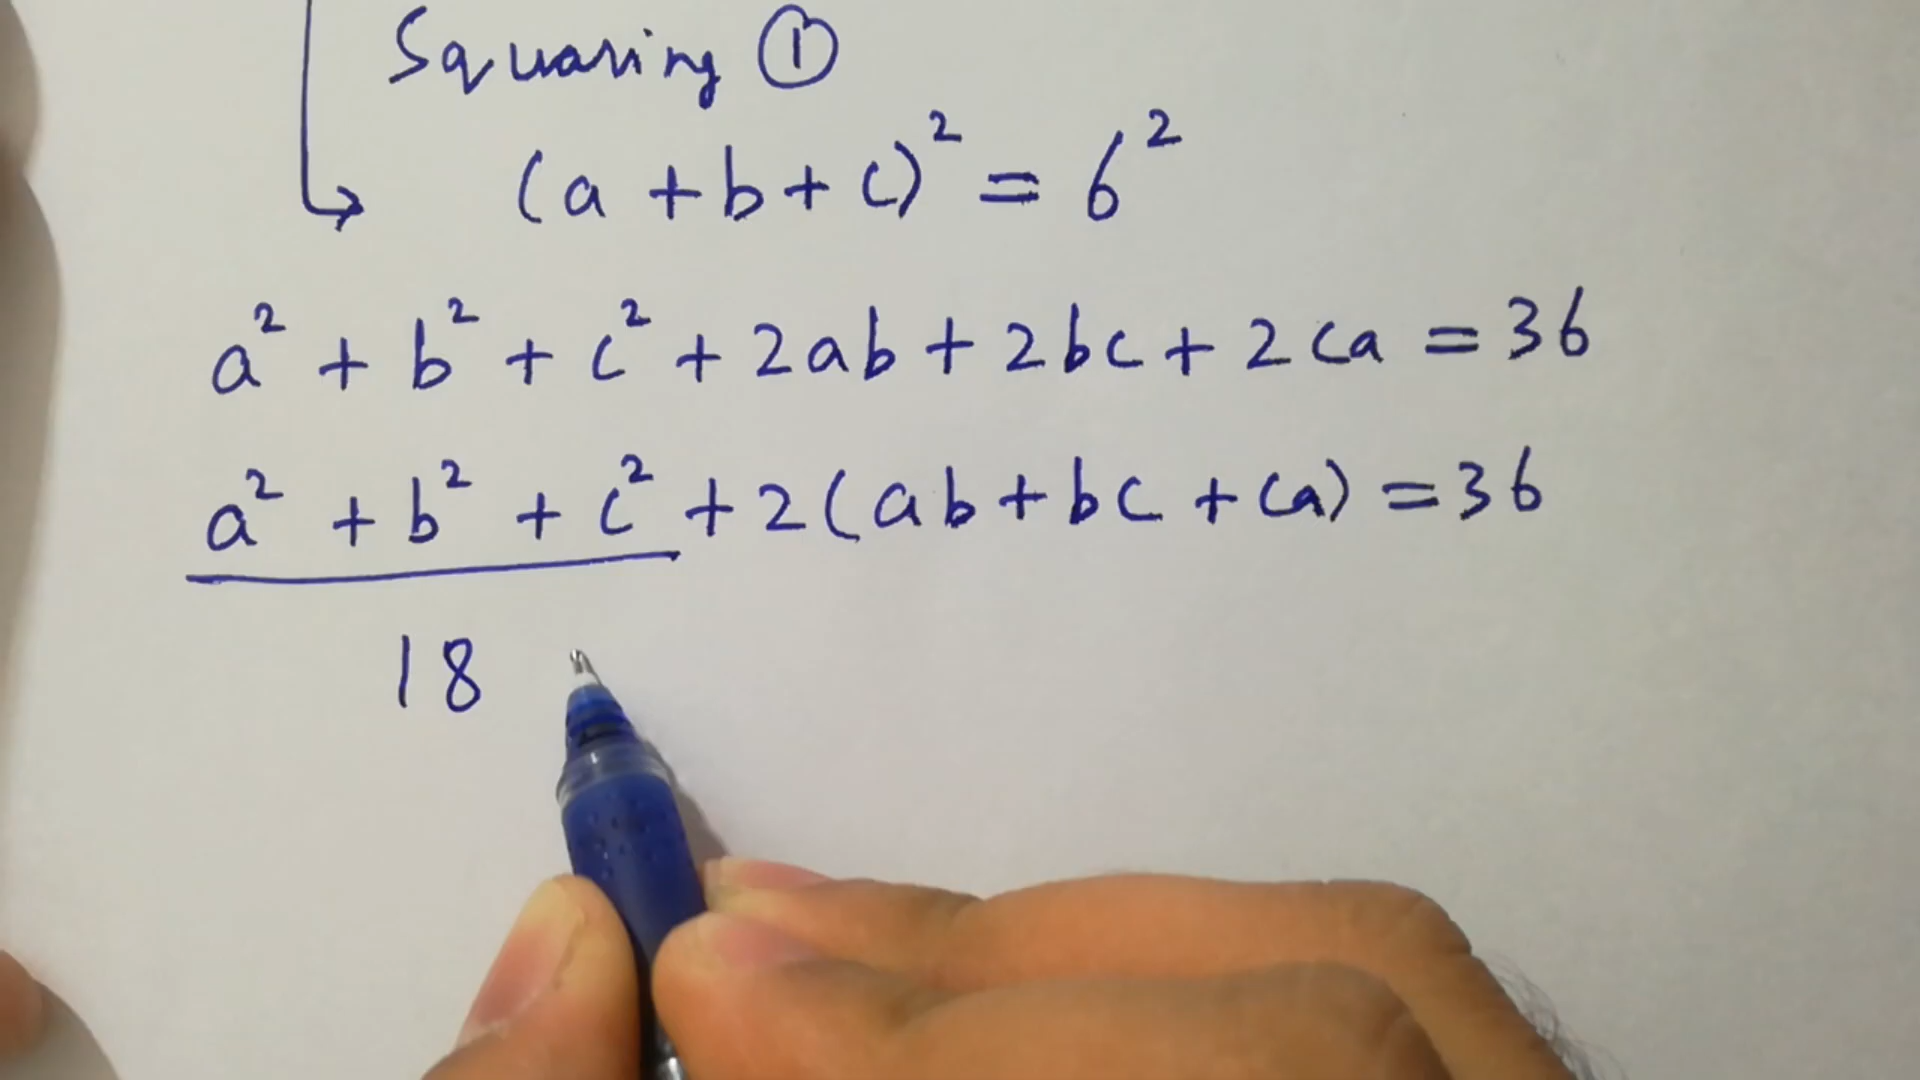 Squaring ①
(a + b + c)² = 6²
a² + b² + c² + 2ab + 2bc + 2ca = 36
a² + b² + c² + 2(ab + bc + ca) = 36
18